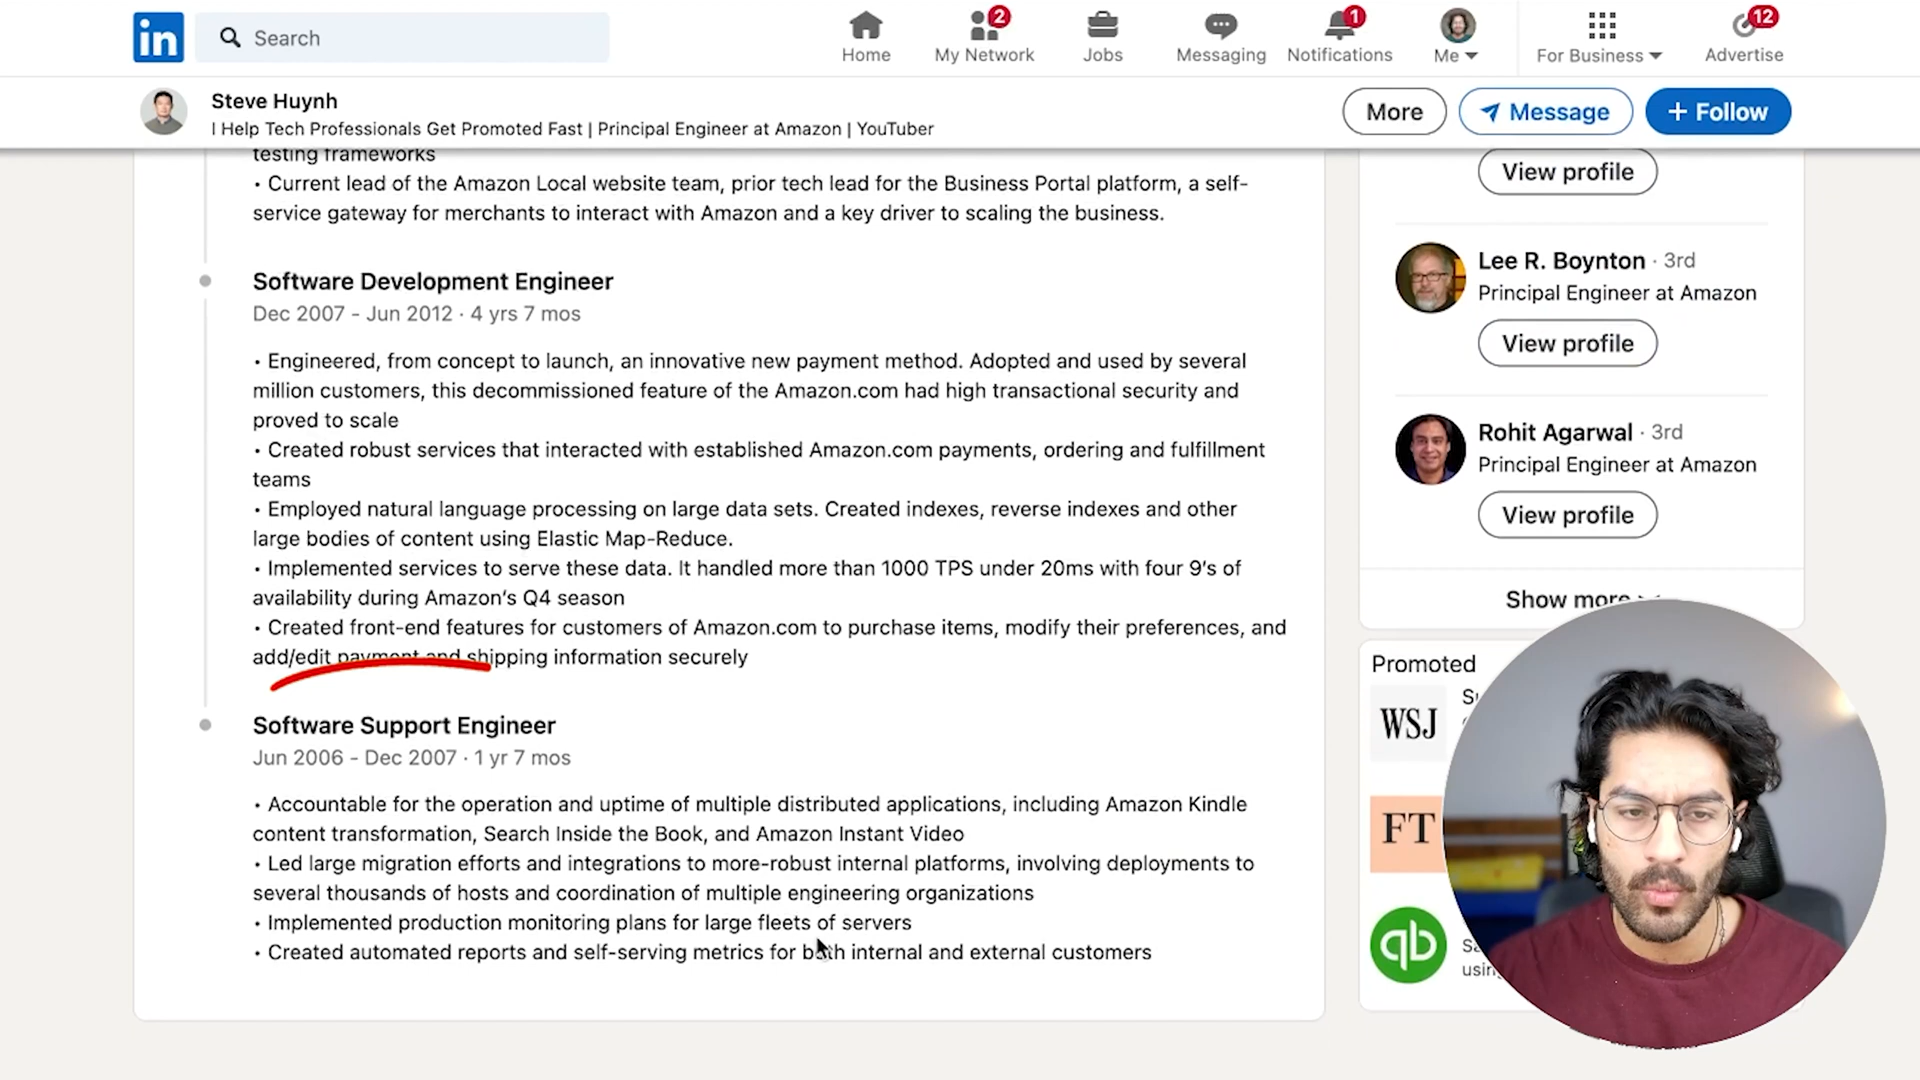 in
Search
Home
2
My Network
Jobs
Messaging
1
Notifications
Me
For Business
12
Advertise
Steve Huynh
I Help Tech Professionals Get Promoted Fast | Principal Engineer at Amazon | YouTuber
More
Message
+ Follow
testing frameworks
• Current lead of the Amazon Local website team, prior tech lead for the Business Portal platform, a self-
service gateway for merchants to interact with Amazon and a key driver to scaling the business.
Software Development Engineer
Dec 2007 - Jun 2012 · 4 yrs 7 mos
• Engineered, from concept to launch, an innovative new payment method. Adopted and used by several
million customers, this decommissioned feature of the Amazon.com had high transactional security and
proved to scale
• Created robust services that interacted with established Amazon.com payments, ordering and fulfillment
teams
• Employed natural language processing on large data sets. Created indexes, reverse indexes and other
large bodies of content using Elastic Map-Reduce.
• Implemented services to serve these data. It handled more than 1000 TPS under 20ms with four 9's of
availability during Amazon's Q4 season
• Created front-end features for customers of Amazon.com to purchase items, modify their preferences, and
add/edit payment and shipping information securely
Software Support Engineer
Jun 2006 - Dec 2007 · 1 yr 7 mos
• Accountable for the operation and uptime of multiple distributed applications, including Amazon Kindle
content transformation, Search Inside the Book, and Amazon Instant Video
• Led large migration efforts and integrations to more-robust internal platforms, involving deployments to
several thousands of hosts and coordination of multiple engineering organizations
• Implemented production monitoring plans for large fleets of servers
• Created automated reports and self-serving metrics for both internal and external customers
View profile
Lee R. Boynton · 3rd
Principal Engineer at Amazon
View profile
Rohit Agarwal · 3rd
Principal Engineer at Amazon
View profile
Show more
Promoted
WSJ
FT
qb